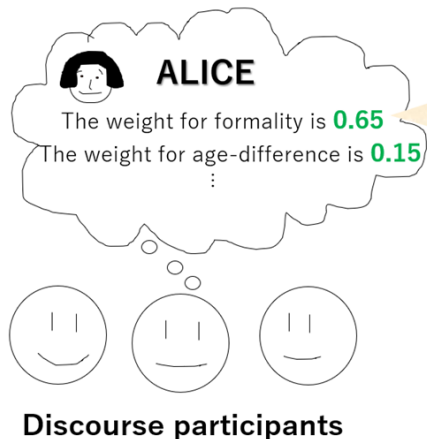 ALICE
The weight for formality is 0.65
The weight for age-difference is 0.15
⋮
Discourse participants